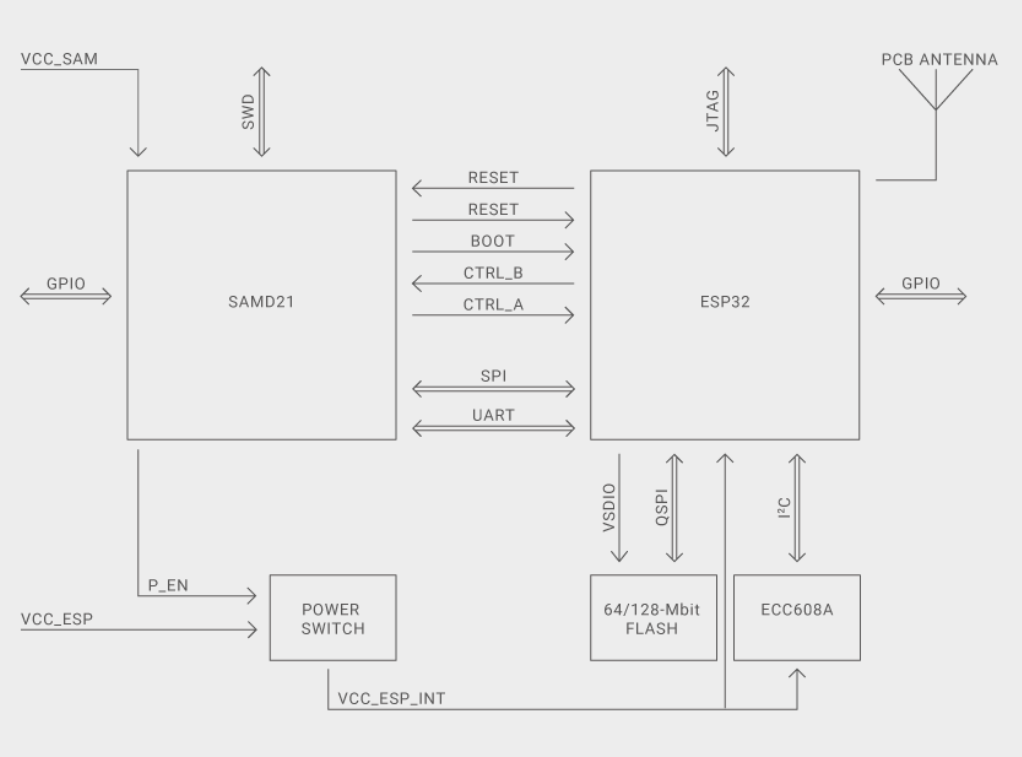 VCC_SAM
SWD
JTAG
PCB ANTENNA
RESET
RESET
BOOT
CTRL_B
CTRL_A
GPIO
SAMD21
ESP32
GPIO
SPI
UART
VSDIO
QSPI
I²C
P_EN
VCC_ESP
POWER
SWITCH
64/128-Mbit
FLASH
ECC608A
VCC_ESP_INT